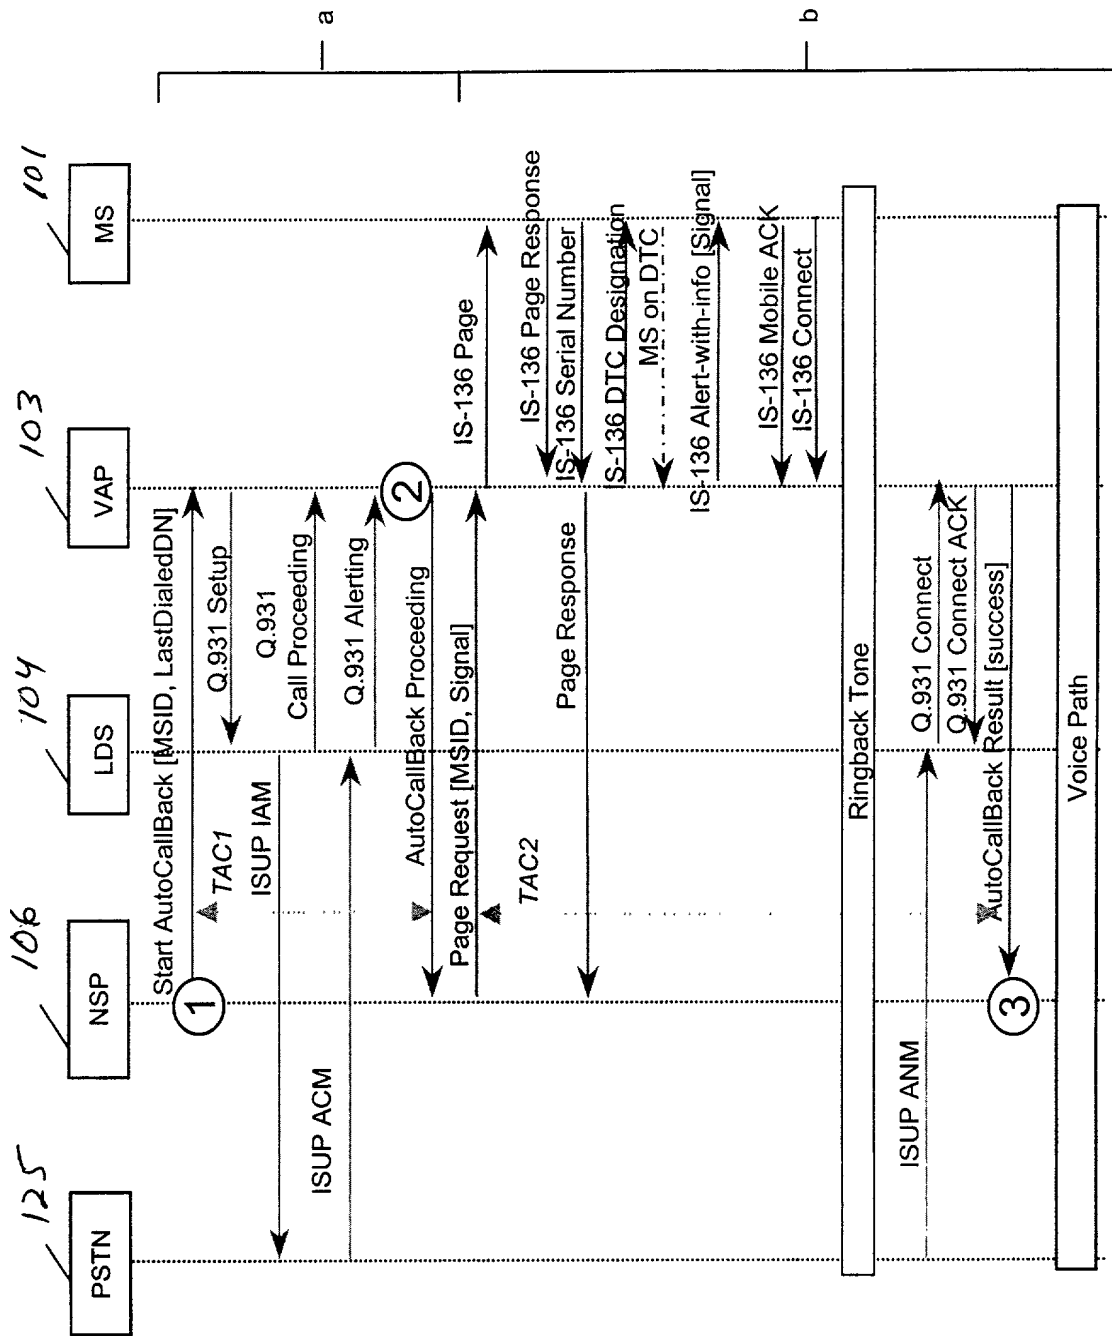 125
106
104
103
101
PSTN
NSP
LDS
VAP
MS
a
b
Start AutoCallBack [MSID, LastDialedDN]
1
TAC1
Q.931 Setup
ISUP IAM
Q.931
Call Proceeding
ISUP ACM
Q.931 Alerting
2
AutoCallBack Proceeding
Page Request [MSID, Signal]
IS-136 Page
TAC2
IS-136 Page Response
IS-136 Serial Number
Page Response
IS-136 DTC Designation
MS on DTC
IS-136 Alert-with-info [Signal]
IS-136 Mobile ACK
IS-136 Connect
Ringback Tone
ISUP ANM
Q.931 Connect
Q.931 Connect ACK
AutoCallBack Result [success]
3
Voice Path